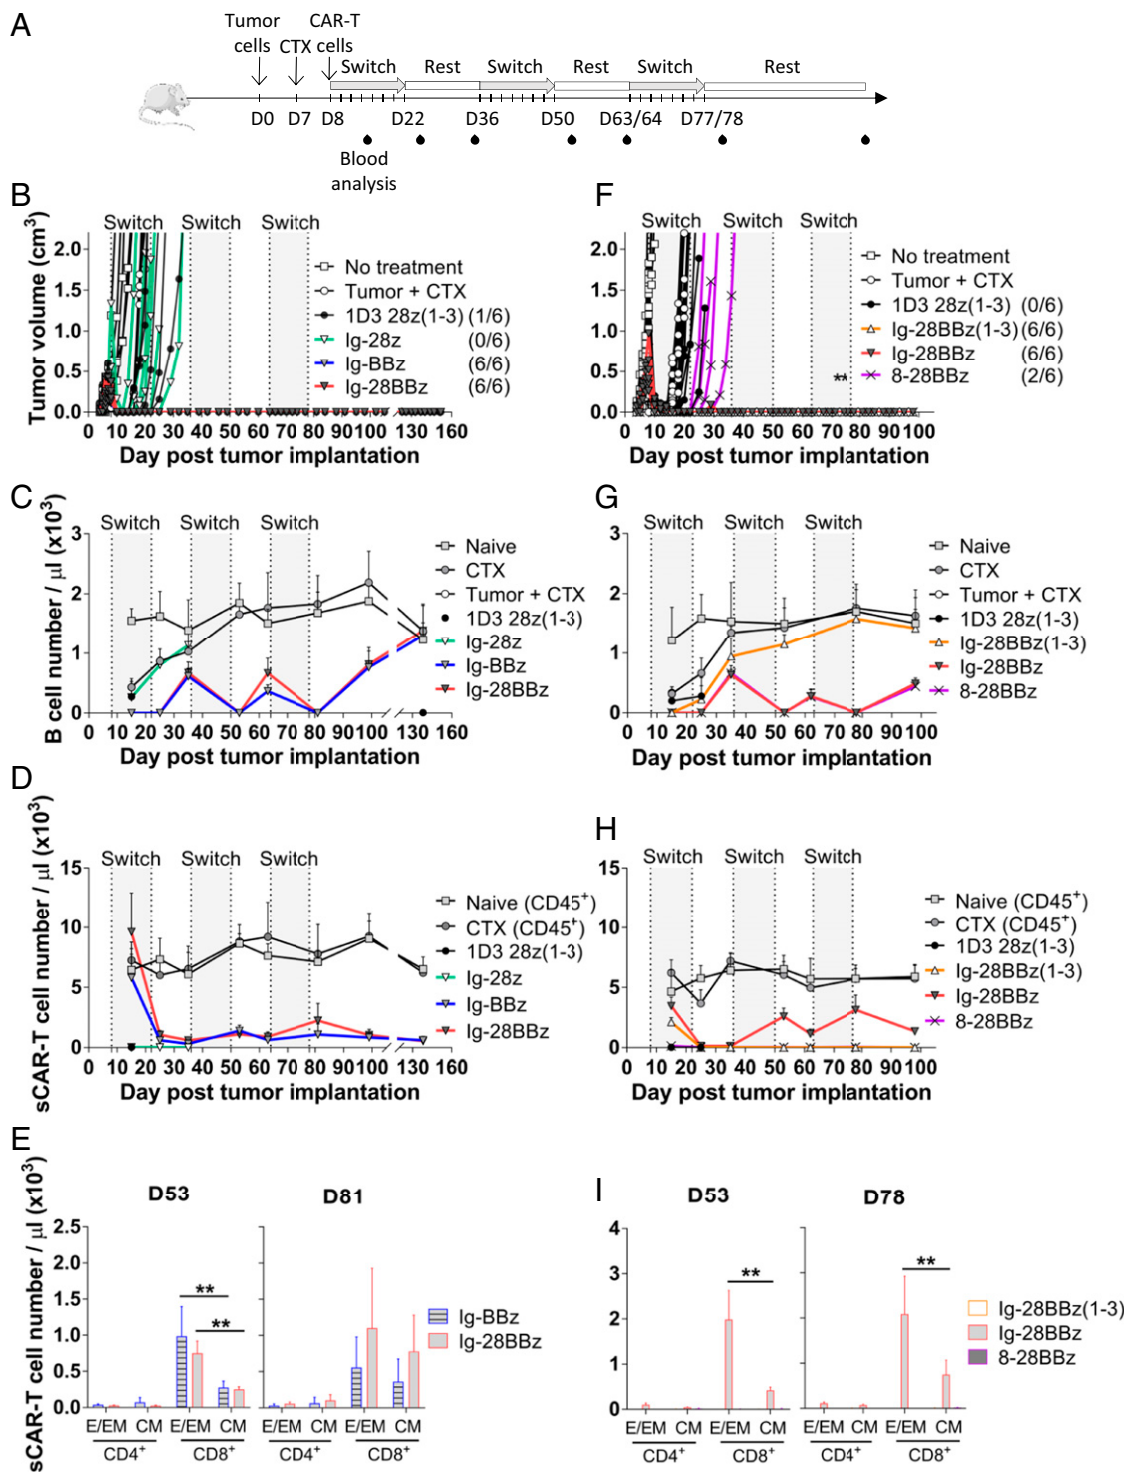 A
Tumor cells
CTX
CAR-T cells
Switch Rest Switch Rest Switch Rest
D0 D7 D8 D22 D36 D50 D63/64 D77/78
Blood analysis
B
Tumor volume (cm³)
Switch Switch Switch
2.0
1.5
1.0
0.5
0.0
No treatment
Tumor + CTX
1D3 28z(1-3) (1/6)
Ig-28z (0/6)
Ig-BBz (6/6)
Ig-28BBz (6/6)
0 10 20 30 40 50 60 70 80 90100 130 160
Day post tumor implantation
F
Switch Switch Switch
2.0
1.5
1.0
0.5
0.0
No treatment
Tumor + CTX
1D3 28z(1-3) (0/6)
Ig-28BBz(1-3) (6/6)
Ig-28BBz (6/6)
8-28BBz (2/6)
**
0 10 20 30 40 50 60 70 80 90 100
Day post tumor implantation
C
B cell number / µl (x10³)
Switch Switch Switch
3
2
1
0
Naive
CTX
Tumor + CTX
1D3 28z(1-3)
Ig-28z
Ig-BBz
Ig-28BBz
0 10 20 30 40 50 60 70 80 90100 130 160
Day post tumor implantation
G
Switch Switch Switch
3
2
1
0
Naive
CTX
Tumor + CTX
1D3 28z(1-3)
Ig-28BBz(1-3)
Ig-28BBz
8-28BBz
0 10 20 30 40 50 60 70 80 90 100
Day post tumor implantation
D
sCAR-T cell number / µl (x10³)
Switch Switch Switch
15
10
5
0
Naive (CD45⁺)
CTX (CD45⁺)
1D3 28z(1-3)
Ig-28z
Ig-BBz
Ig-28BBz
0 10 20 30 40 50 60 70 80 90100 130 160
Day post tumor implantation
H
Switch Switch Switch
15
10
5
0
Naive (CD45⁺)
CTX (CD45⁺)
1D3 28z(1-3)
Ig-28BBz(1-3)
Ig-28BBz
8-28BBz
0 10 20 30 40 50 60 70 80 90 100
Day post tumor implantation
E
sCAR-T cell number / µl (x10³)
D53 D81
2.5
2.0
1.5
1.0
0.5
0.0
**
**
Ig-BBz
Ig-28BBz
E/EM CM E/EM CM E/EM CM E/EM CM
CD4⁺ CD8⁺ CD4⁺ CD8⁺
I
D53 D78
4
3
2
1
0
** **
Ig-28BBz(1-3)
Ig-28BBz
8-28BBz
E/EM CM E/EM CM E/EM CM E/EM CM
CD4⁺ CD8⁺ CD4⁺ CD8⁺